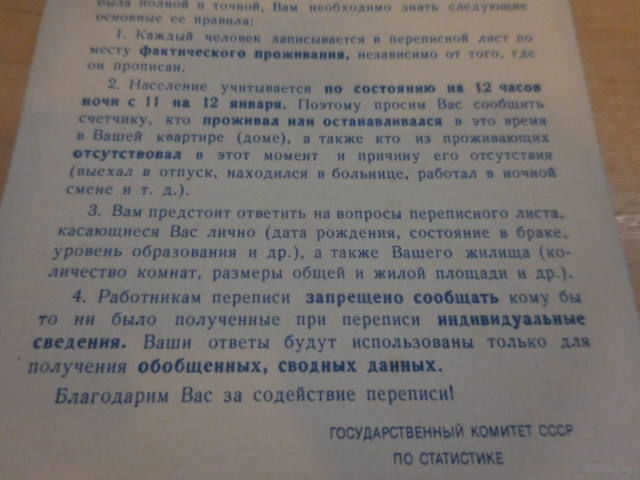 была полной и точной, Вам необходимо знать следующие
основные ее правила:
1. Каждый человек записывается в переписной лист по
месту фактического проживания, независимо от того, где
он прописан.
2. Население учитывается по состоянию на 12 часов
ночи с 11 на 12 января. Поэтому просим Вас сообщить
счетчику, кто проживал или останавливался в это время
в Вашей квартире (доме), а также кто из проживающих
отсутствовал в этот момент и причину его отсутствия
(выехал в отпуск, находился в больнице, работал в ночной
смене и т. д.).
3. Вам предстоит ответить на вопросы переписного листа,
касающиеся Вас лично (дата рождения, состояние в браке,
уровень образования и др.), а также Вашего жилища (ко-
личество комнат, размеры общей и жилой площади и др.).
4. Работникам переписи запрещено сообщать кому бы
то ни было полученные при переписи индивидуальные
сведения. Ваши ответы будут использованы только для
получения обобщенных, сводных данных.
Благодарим Вас за содействие переписи!
ГОСУДАРСТВЕННЫЙ КОМИТЕТ СССР
ПО СТАТИСТИКЕ